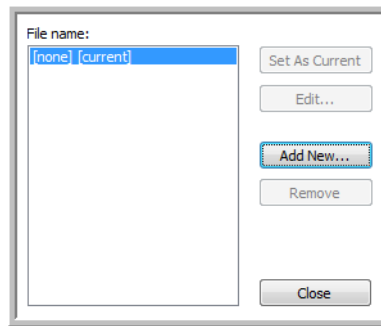 File name:
[none] [current]
Set As Current
Edit...
Add New...
Remove
Close